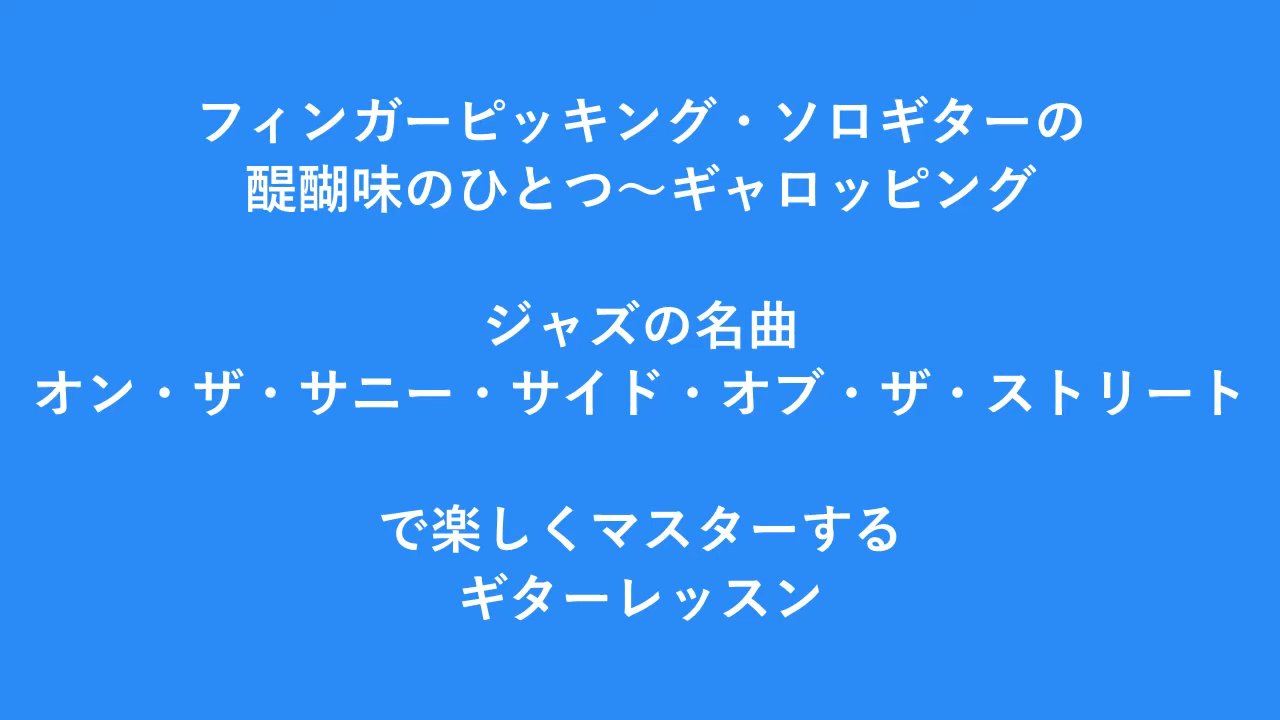 フィンガーピッキング・ソロギターの
醍醐味のひとつ～ギャロッピング
ジャズの名曲
オン・ザ・サニー・サイド・オブ・ザ・ストリート
で楽しくマスターする
ギターレッスン